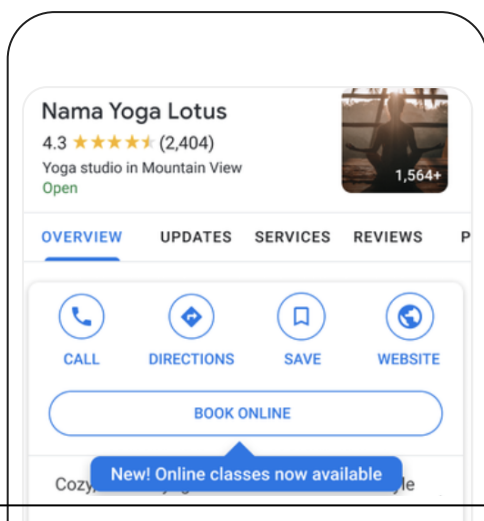 Nama Yoga Lotus
4.3 ★★★★⯨ (2,404)
Yoga studio in Mountain View
Open
1,564+
OVERVIEW UPDATES SERVICES REVIEWS P
CALL DIRECTIONS SAVE WEBSITE
BOOK ONLINE
New! Online classes now available
Cozy,